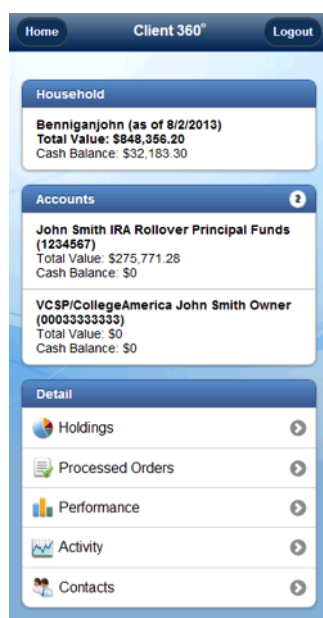 Home Client 360° Logout
Household
Benniganjohn (as of 8/2/2013)
Total Value: $848,356.20
Cash Balance: $32,183.30
Accounts 2
John Smith IRA Rollover Principal Funds
(1234567)
Total Value: $275,771.28
Cash Balance: $0
VCSP/CollegeAmerica John Smith Owner
(00033333333)
Total Value: $0
Cash Balance: $0
Detail
Holdings
Processed Orders
Performance
Activity
Contacts